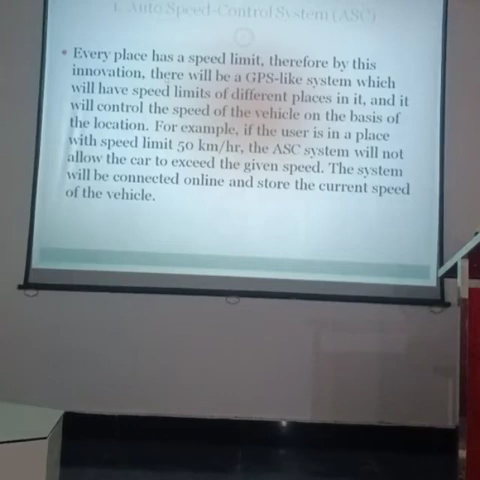 1. Auto Speed-Control System (ASC)
• Every place has a speed limit, therefore by this
innovation, there will be a GPS-like system which
will have speed limits of different places in it, and it
will control the speed of the vehicle on the basis of
the location. For example, if the user is in a place
with speed limit 50 km/hr, the ASC system will not
allow the car to exceed the given speed. The system
will be connected online and store the current speed
of the vehicle.